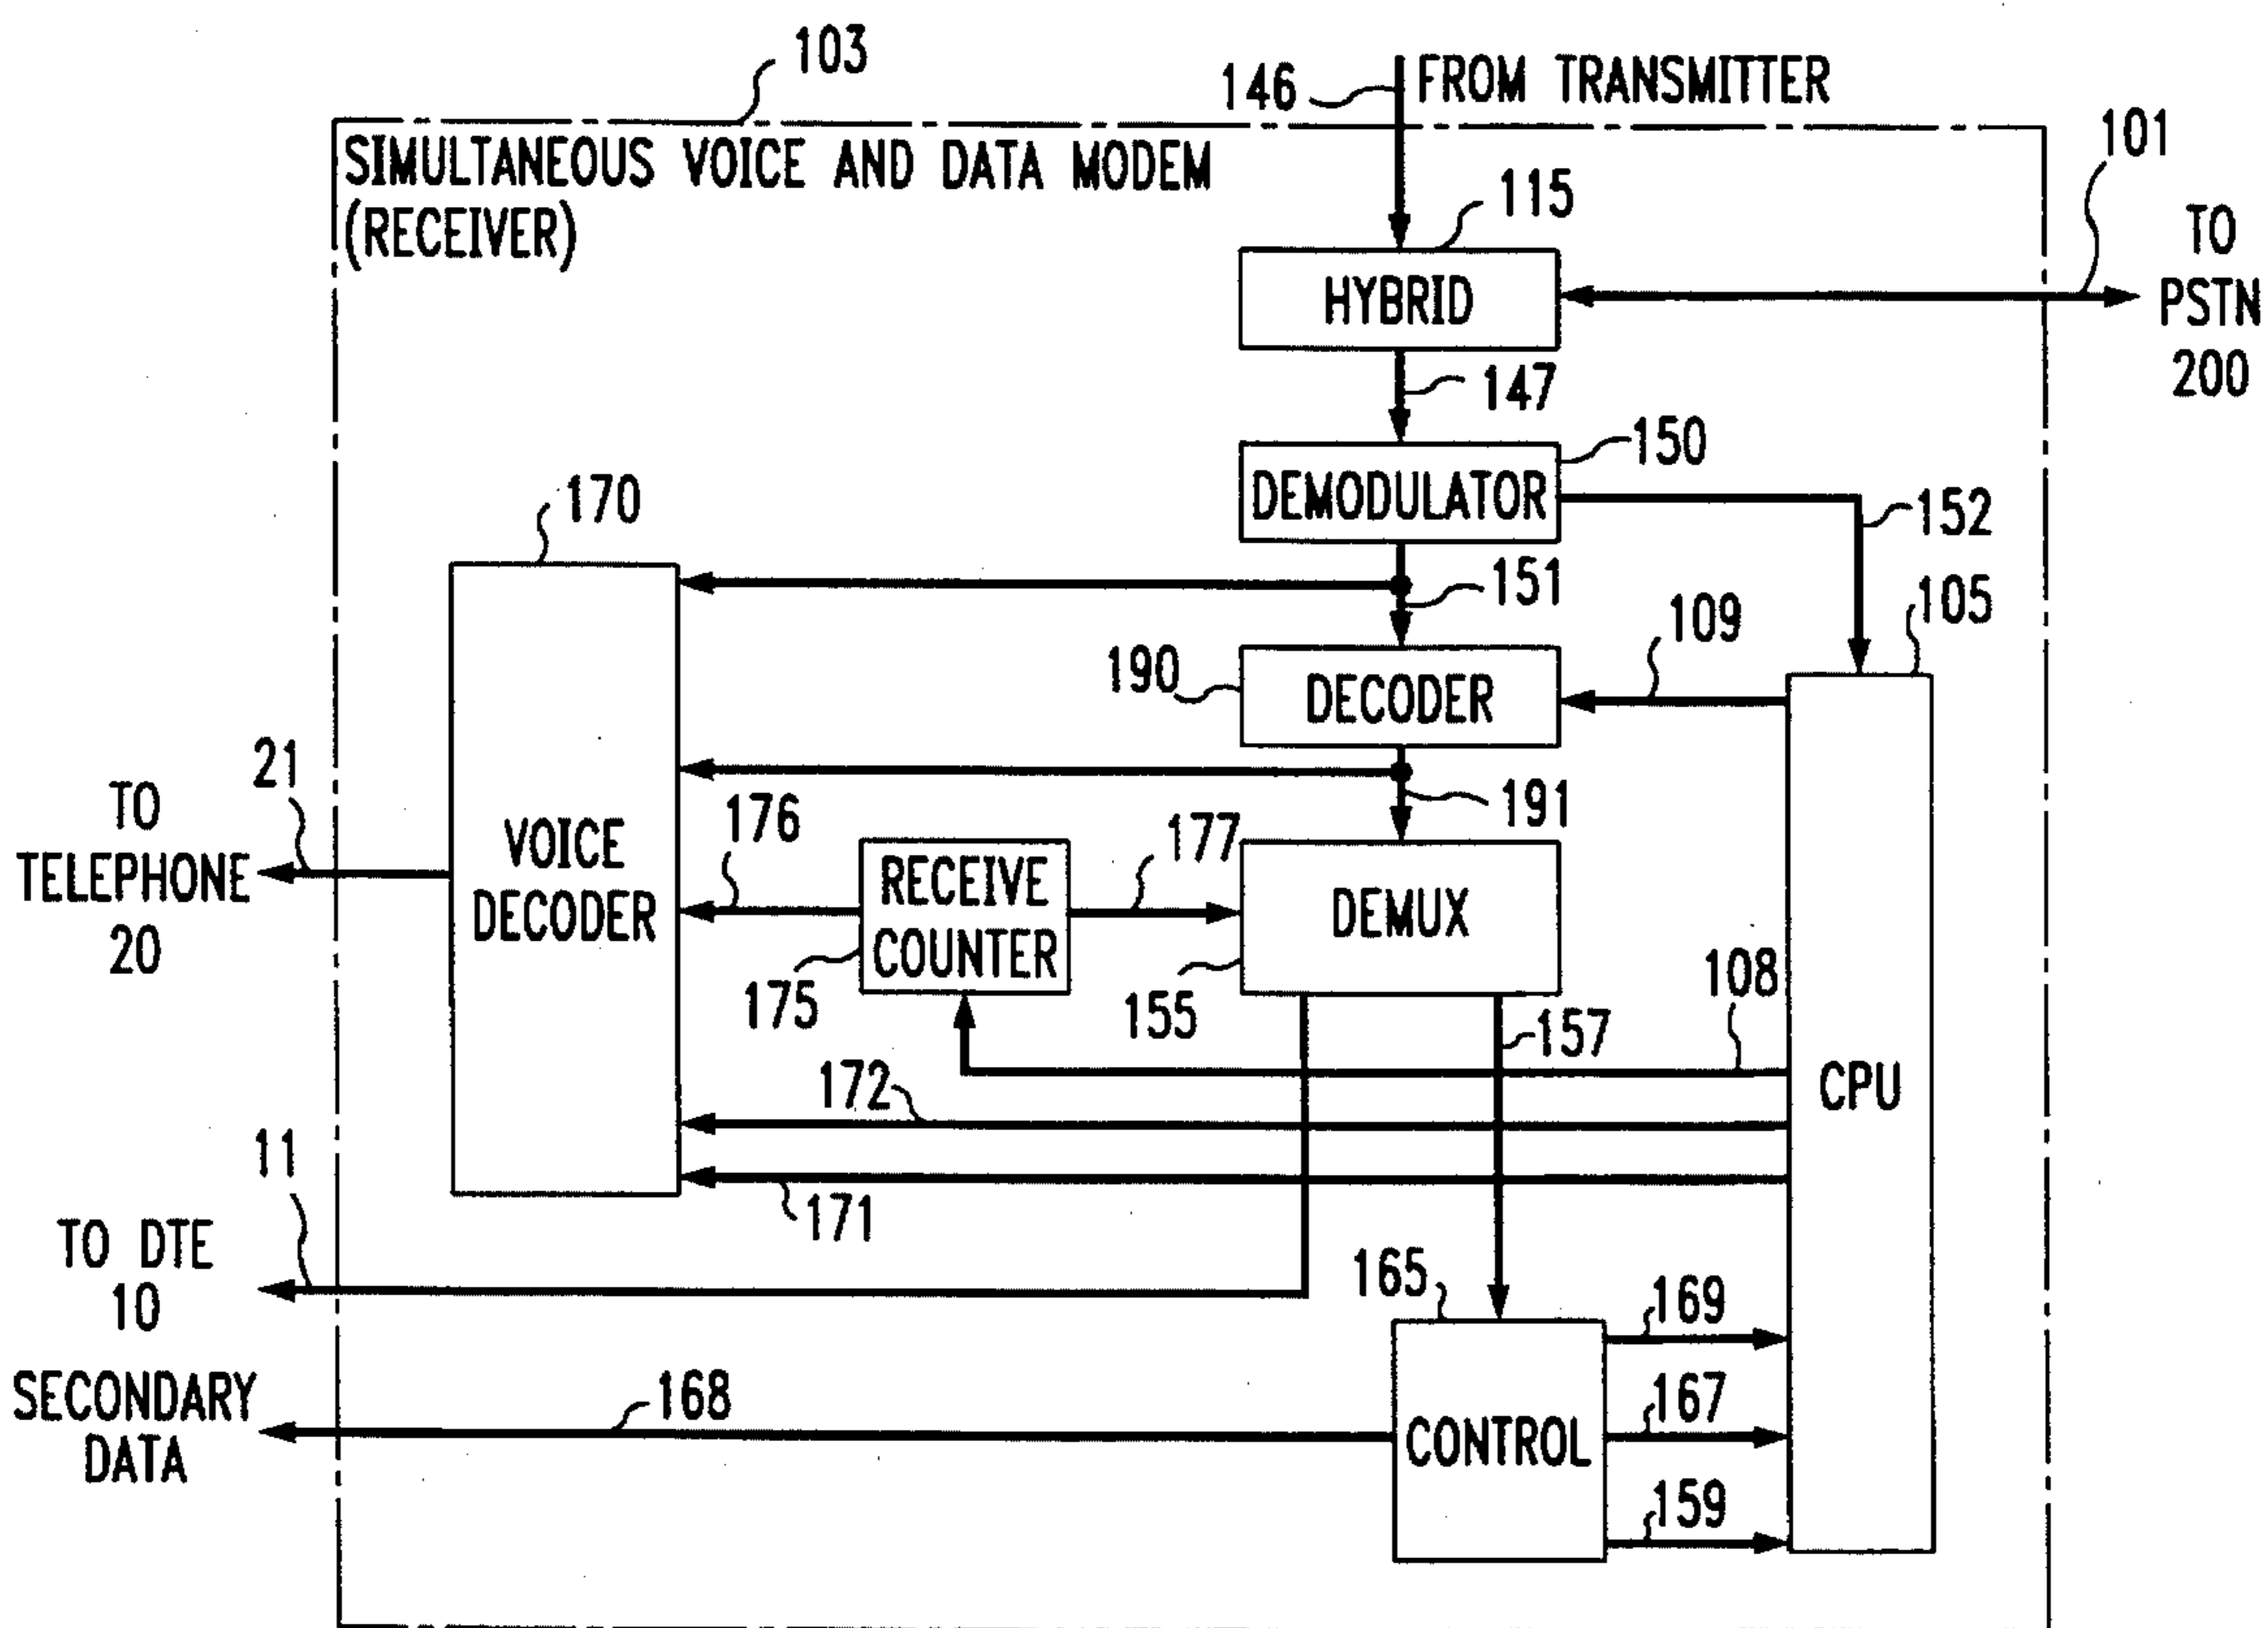 103
146
FROM TRANSMITTER
101
SIMULTANEOUS VOICE AND DATA MODEM
(RECEIVER)
115
TO
PSTN
200
HYBRID
147
150
DEMODULATOR
152
170
151
105
109
190
DECODER
21
TO
TELEPHONE
20
VOICE
DECODER
191
176
177
RECEIVE
COUNTER
DEMUX
175
155
108
157
CPU
172
171
11
TO DTE
10
165
169
SECONDARY
DATA
168
167
CONTROL
159